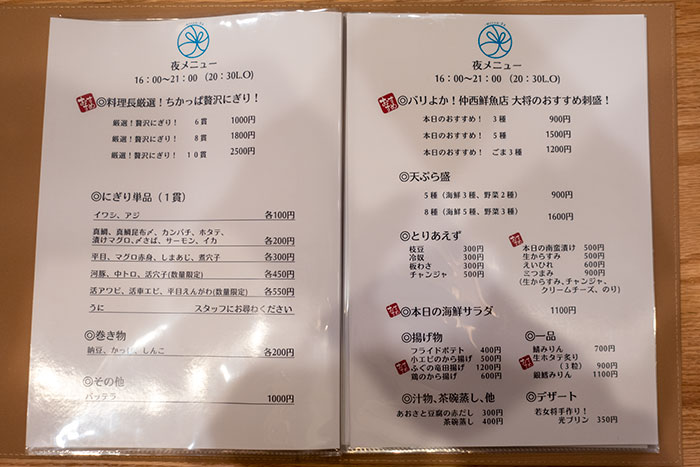 夜メニュー
16:00〜21:00 (20:30L.O)
◎料理長厳選!ちかっぱ贅沢にぎり!
厳選!贅沢にぎり! 6貫 1000円
厳選!贅沢にぎり! 8貫 1800円
厳選!贅沢にぎり! 10貫 2500円
◎にぎり単品(1貫)
イワシ、アジ 各100円
真鯛、真鯛昆布〆、カンパチ、ホタテ、
漬けマグロ、〆さば、サーモン、イカ 各200円
平目、マグロ赤身、しまあじ、煮穴子 各300円
河豚、中トロ、活穴子(数量限定) 各450円
活アワビ、活車エビ、平目えんがわ(数量限定) 各550円
うに スタッフにお尋ねください
◎巻き物
納豆、かっぱ、しんこ 各200円
◎その他
バッテラ 1000円
夜メニュー
16:00〜21:00 (20:30L.O)
◎バリよか!仲西鮮魚店 大将のおすすめ刺盛!
本日のおすすめ! 3種 900円
本日のおすすめ! 5種 1500円
本日のおすすめ! ごま3種 1200円
◎天ぷら盛
5種(海鮮3種、野菜2種) 900円
8種(海鮮5種、野菜3種) 1600円
◎とりあえず
枝豆 300円
冷奴 300円
板わさ 300円
チャンジャ 500円
本日の南蛮漬け 500円
生からすみ 500円
えいひれ 600円
三つまみ 900円
(生からすみ、チャンジャ、
クリームチーズ、のり)
◎本日の海鮮サラダ 1100円
◎揚げ物
フライドポテト 400円
小エビのから揚げ 500円
ふぐの竜田揚げ 1200円
鶏のから揚げ 600円
◎一品
鯖みりん 700円
生ホタテ炙り
(3粒) 900円
銀鱈みりん 1100円
◎汁物、茶碗蒸し、他
あおさと豆腐の赤だし 300円
茶碗蒸し 400円
◎デザート
若女将手作り!
光プリン 350円